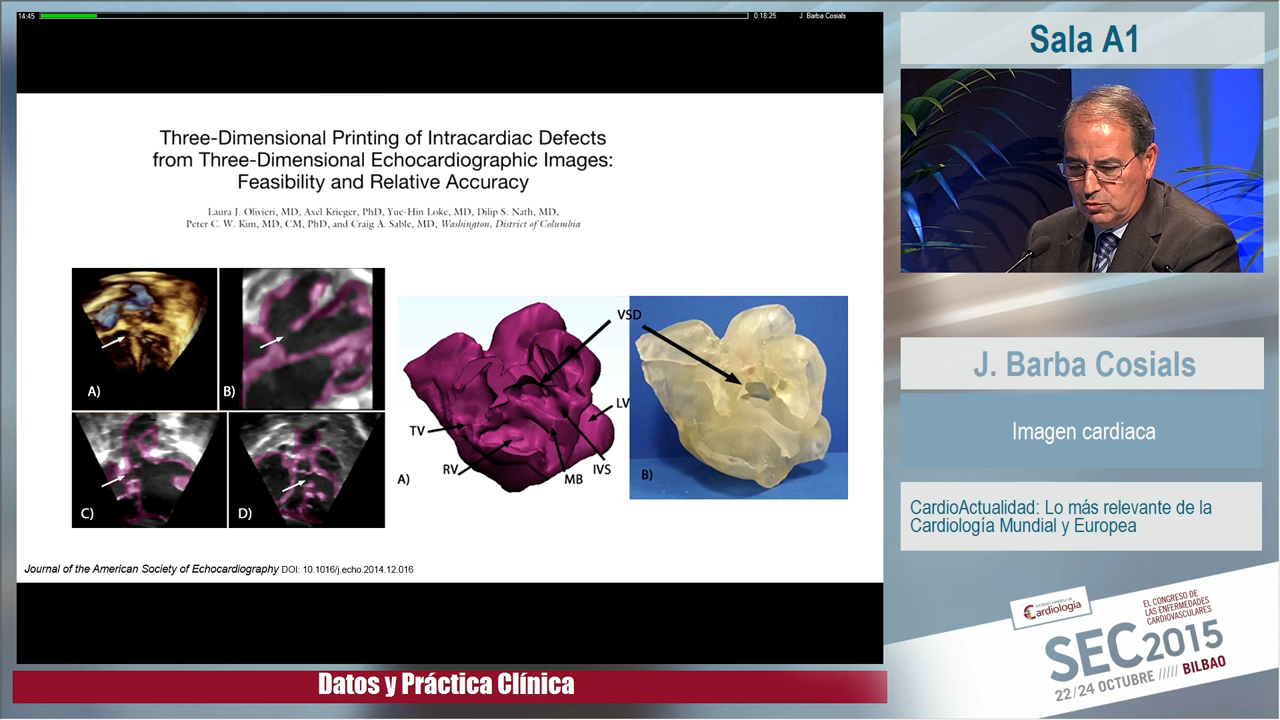 14:45
0:18:25
J. Barba Cosials
Three-Dimensional Printing of Intracardiac Defects
from Three-Dimensional Echocardiographic Images:
Feasibility and Relative Accuracy
Laura J. Olivieri, MD, Axel Krieger, PhD, Yue-Hin Loke, MD, Dilip S. Nath, MD,
Peter C. W. Kim, MD, CM, PhD, and Craig A. Sable, MD, Washington, District of Columbia
A)
B)
C)
D)
VSD
LV
TV
RV
IVS
MB
A)
B)
Journal of the American Society of Echocardiography DOI: 10.1016/j.echo.2014.12.016
Datos y Práctica Clínica
Sala A1
J. Barba Cosials
Imagen cardiaca
CardioActualidad: Lo más relevante de la
Cardiología Mundial y Europea
SOCIEDAD ESPAÑOLA DE
Cardiología
EL CONGRESO DE
LAS ENFERMEDADES
CARDIOVASCULARES
SEC2015
22/24 OCTUBRE ///// BILBAO